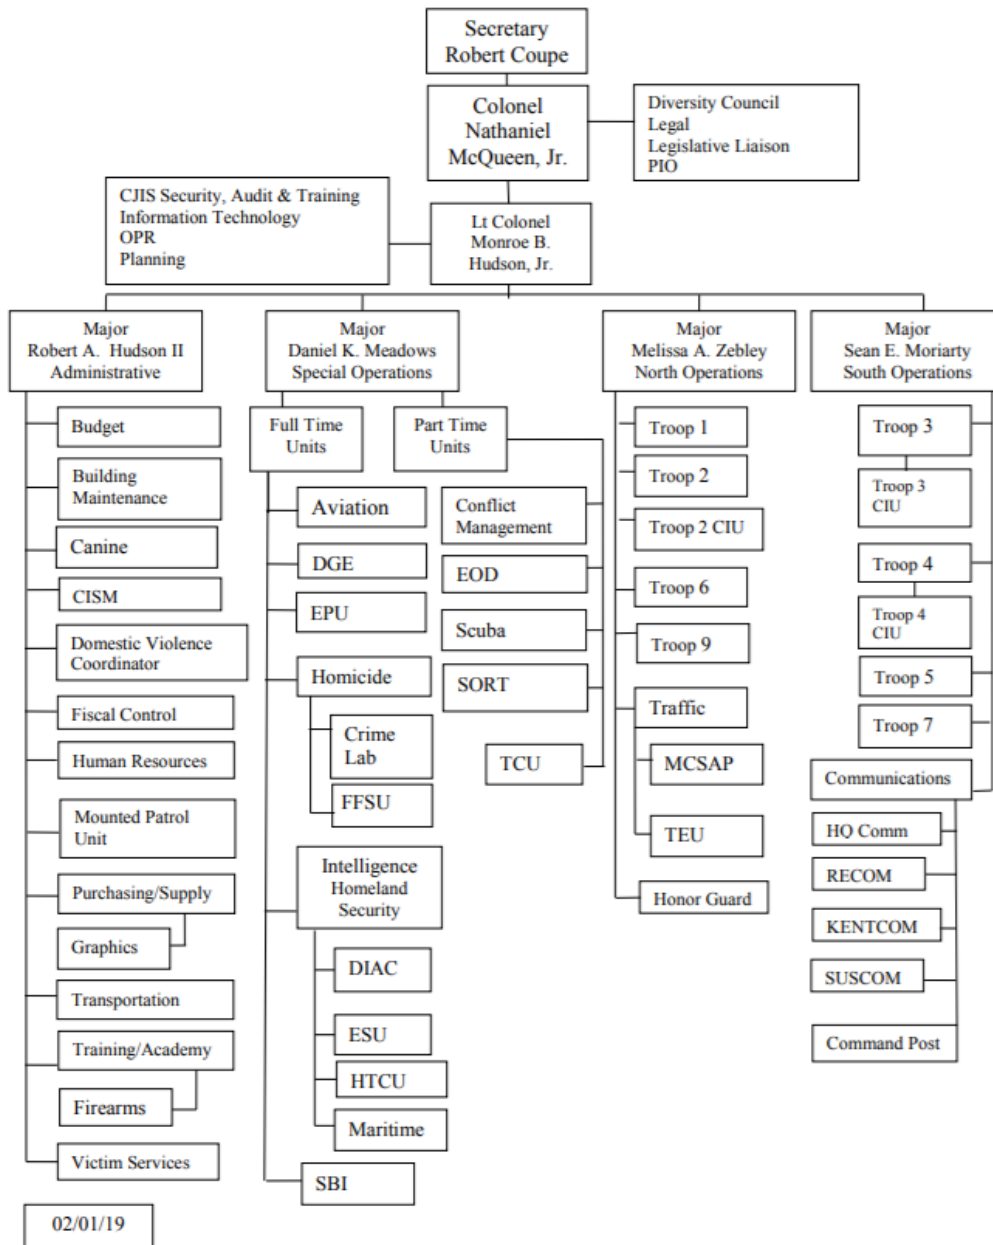 Secretary
Robert Coupe
Colonel
Nathaniel
McQueen, Jr.
Diversity Council
Legal
Legislative Liaison
PIO
CJIS Security, Audit & Training
Information Technology
OPR
Planning
Lt Colonel
Monroe B.
Hudson, Jr.
Major
Robert A. Hudson II
Administrative
Budget
Building
Maintenance
Canine
CISM
Domestic Violence
Coordinator
Fiscal Control
Human Resources
Mounted Patrol
Unit
Purchasing/Supply
Graphics
Transportation
Training/Academy
Firearms
Victim Services
Major
Daniel K. Meadows
Special Operations
Full Time
Units
Aviation
DGE
EPU
Homicide
Crime
Lab
FFSU
Intelligence
Homeland
Security
DIAC
ESU
HTCU
Maritime
SBI
Part Time
Units
Conflict
Management
EOD
Scuba
SORT
TCU
Major
Melissa A. Zebley
North Operations
Troop 1
Troop 2
Troop 2 CIU
Troop 6
Troop 9
Traffic
MCSAP
TEU
Honor Guard
Major
Sean E. Moriarty
South Operations
Troop 3
Troop 3
CIU
Troop 4
Troop 4
CIU
Troop 5
Troop 7
Communications
HQ Comm
RECOM
KENTCOM
SUSCOM
Command Post
02/01/19